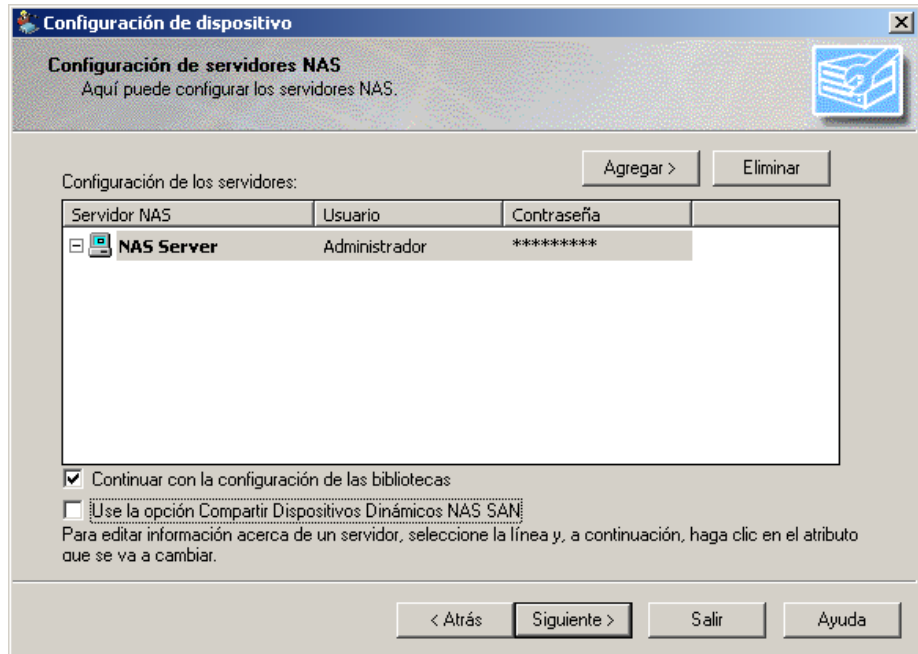 Configuración de dispositivo
Configuración de servidores NAS
Aquí puede configurar los servidores NAS.
Agregar >
Eliminar
Configuración de los servidores:
Servidor NAS Usuario Contraseña
NAS Server Administrador *********
Continuar con la configuración de las bibliotecas
Use la opción Compartir Dispositivos Dinámicos NAS SAN
Para editar información acerca de un servidor, seleccione la línea y, a continuación, haga clic en el atributo
que se va a cambiar.
< Atrás
Siguiente >
Salir
Ayuda